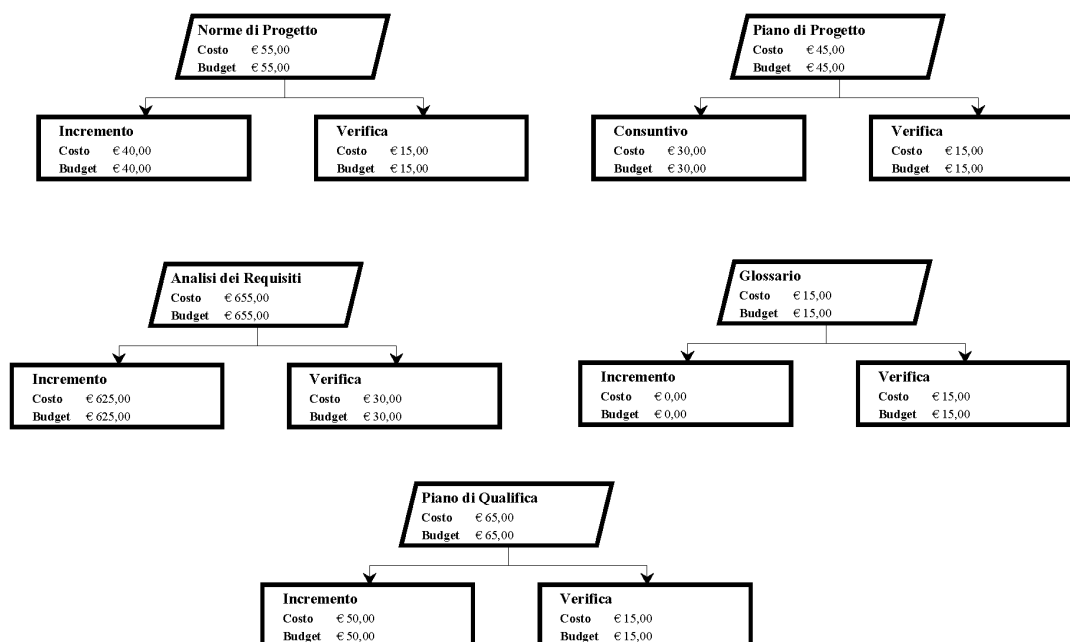 Norme di Progetto
Costo € 55,00
Budget € 55,00
Piano di Progetto
Costo € 45,00
Budget € 45,00
Incremento
Costo € 40,00
Budget € 40,00
Verifica
Costo € 15,00
Budget € 15,00
Consuntivo
Costo € 30,00
Budget € 30,00
Verifica
Costo € 15,00
Budget € 15,00
Analisi dei Requisiti
Costo € 655,00
Budget € 655,00
Glossario
Costo € 15,00
Budget € 15,00
Incremento
Costo € 625,00
Budget € 625,00
Verifica
Costo € 30,00
Budget € 30,00
Incremento
Costo € 0,00
Budget € 0,00
Verifica
Costo € 15,00
Budget € 15,00
Piano di Qualifica
Costo € 65,00
Budget € 65,00
Incremento
Costo € 50,00
Budget € 50,00
Verifica
Costo € 15,00
Budget € 15,00